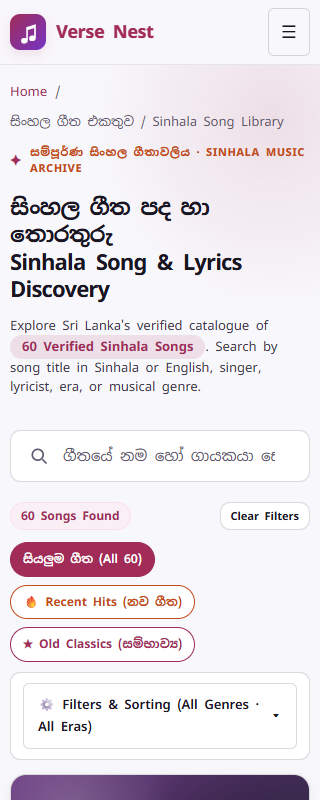 Verse Nest
Home /
සිංහල ගීත එකතුව / Sinhala Song Library
සම්පූර්ණ සිංහල ගීතාවලිය · SINHALA MUSIC
ARCHIVE
සිංහල ගීත පද හා
තොරතුරු
Sinhala Song & Lyrics
Discovery
Explore Sri Lanka's verified catalogue of
60 Verified Sinhala Songs. Search by
song title in Sinhala or English, singer,
lyricist, era, or musical genre.
ගීතයේ නම හෝ ගායකයා
60 Songs Found
Clear Filters
සියලුම ගීත (All 60)
Recent Hits (නව ගීත)
★ Old Classics (සම්භාව්‍ය)
Filters & Sorting (All Genres ·
All Eras)